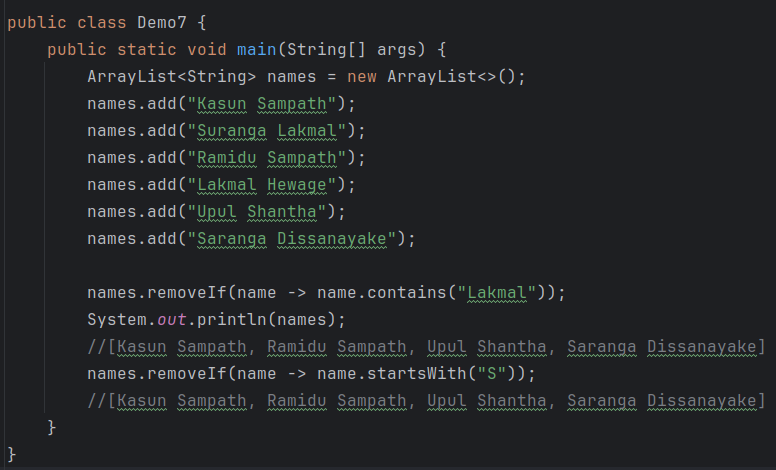 public class Demo7 {
public static void main(String[] args) {
ArrayList<String> names = new ArrayList<>();
names.add("Kasun Sampath");
names.add("Suranga Lakmal");
names.add("Ramidu Sampath");
names.add("Lakmal Hewage");
names.add("Upul Shantha");
names.add("Saranga Dissanayake");
names.removeIf(name -> name.contains("Lakmal"));
System.out.println(names);
//[Kasun Sampath, Ramidu Sampath, Upul Shantha, Saranga Dissanayake]
names.removeIf(name -> name.startsWith("S"));
//[Kasun Sampath, Ramidu Sampath, Upul Shantha, Saranga Dissanayake]
}
}